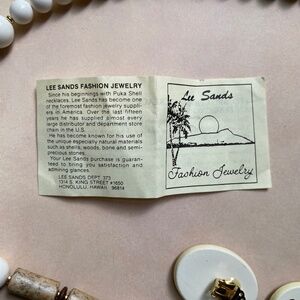 LEE SANDS FASHION JEWELRY
Since his beginnings with Puka Shell
necklaces, Lee Sands has become one
of the foremost fashion jewelry suppli-
ers in America. Over the last fifteen
years he has supplied almost every
large distributor and department store
chain in the U.S.
He has become known for his use of
the unique especially natural materials
such as shells, woods, bone and semi-
precious stones.
Your Lee Sands purchase is guaran-
teed to bring you satisfaction and
admiring glances.
LEE SANDS DEPT. 373
1314 S. KING STREET #1650
HONOLULU, HAWAII 96814
Lee Sands
Fashion Jewelry